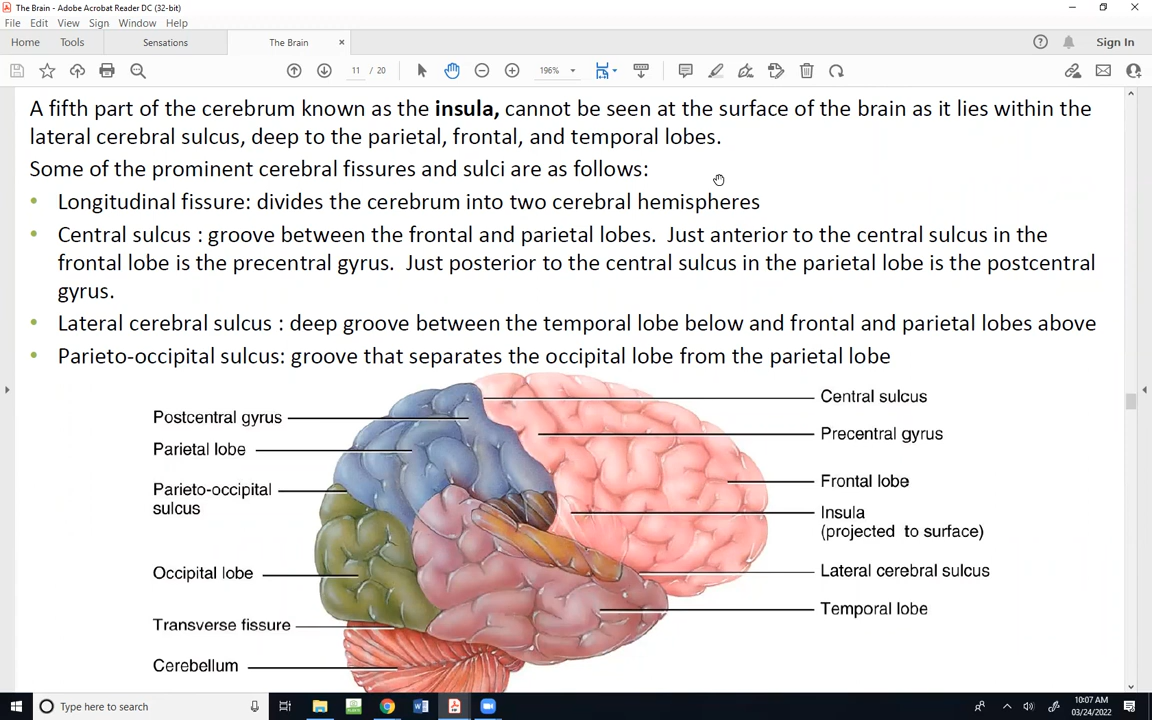 The Brain - Adobe Acrobat Reader DC (32-bit)
File Edit View Sign Window Help
Home Tools Sensations The Brain × Sign In
11 / 20 196%
A fifth part of the cerebrum known as the insula, cannot be seen at the surface of the brain as it lies within the
lateral cerebral sulcus, deep to the parietal, frontal, and temporal lobes.
Some of the prominent cerebral fissures and sulci are as follows:
• Longitudinal fissure: divides the cerebrum into two cerebral hemispheres
• Central sulcus : groove between the frontal and parietal lobes. Just anterior to the central sulcus in the
frontal lobe is the precentral gyrus. Just posterior to the central sulcus in the parietal lobe is the postcentral
gyrus.
• Lateral cerebral sulcus : deep groove between the temporal lobe below and frontal and parietal lobes above
• Parieto-occipital sulcus: groove that separates the occipital lobe from the parietal lobe
Central sulcus
Postcentral gyrus
Precentral gyrus
Parietal lobe
Frontal lobe
Parieto-occipital
sulcus
Insula
(projected to surface)
Lateral cerebral sulcus
Occipital lobe
Temporal lobe
Transverse fissure
Cerebellum
Type here to search
10:07 AM
03/24/2022